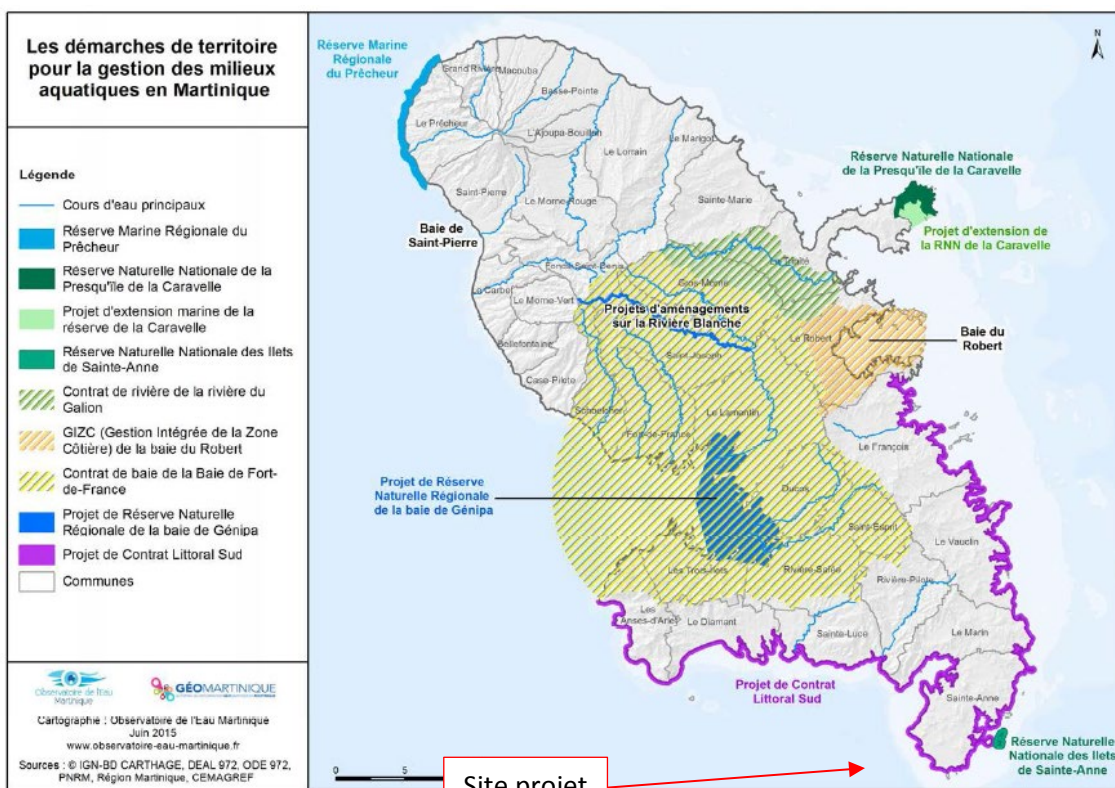 Les démarches de territoire
pour la gestion des milieux
aquatiques en Martinique
Légende
Cours d'eau principaux
Réserve Marine Régionale du
Prêcheur
Réserve Naturelle Nationale de la
Presqu'île de la Caravelle
Projet d'extension marine de la
réserve de la Caravelle
Réserve Naturelle Nationale des Ilets
de Sainte-Anne
Contrat de rivière de la rivière du
Galion
GIZC (Gestion Intégrée de la Zone
Côtière) de la baie du Robert
Contrat de baie de la Baie de Fort-
de-France
Projet de Réserve Naturelle
Régionale de la baie de Génipa
Projet de Contrat Littoral Sud
Communes
Observatoire de l'Eau
Martinique
GÉOMARTINIQUE
Cartographie : Observatoire de l'Eau Martinique
Juin 2015
www.observatoire-eau-martinique.fr
Sources : © IGN-BD CARTHAGE, DEAL 972, ODE 972,
PNRM, Région Martinique, CEMAGREF
Réserve Marine
Régionale
du Prêcheur
N
Grand'Rivière
Macouba
Basse-Pointe
Le Prêcheur
L'Ajoupa-Bouillon
Le Marigot
Le Lorrain
Saint-Pierre
Le Morne-Rouge
Sainte-Marie
Réserve Naturelle Nationale
de la Presqu'île de la Caravelle
Projet d'extension de
la RNN de la Caravelle
Baie de
Saint-Pierre
Fonds-Saint-Denis
La Trinité
Le Carbet
Gros-Morne
Le Morne-Vert
Projets d'aménagements
sur la Rivière Blanche
Le Robert
Baie du
Robert
Bellefontaine
Saint-Joseph
Case-Pilote
Schoelcher
Le Lamentin
Fort-de-France
Le François
Projet de Réserve
Naturelle Régionale
de la baie de Génipa
Ducos
Saint-Esprit
Le Vauclin
Les Trois-Ilets
Rivière-Salée
Rivière-Pilote
Les
Anses-d'Arlet
Le Diamant
Sainte-Luce
Le Marin
Projet de Contrat
Littoral Sud
Sainte-Anne
Réserve Naturelle
Nationale des Ilets
de Sainte-Anne
0 5
Site projet